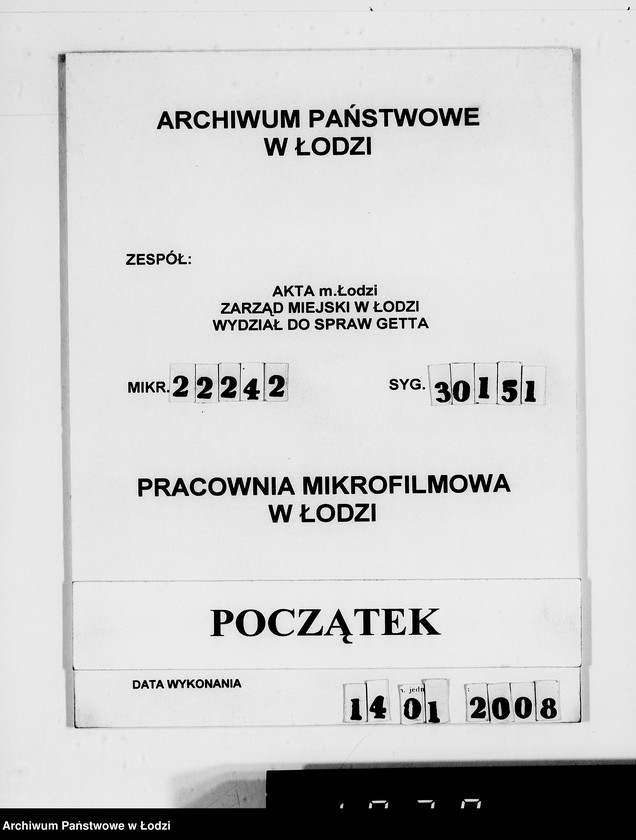 ARCHIWUM PAŃSTWOWE
W ŁODZI
ZESPÓŁ:
AKTA m.Łodzi
ZARZĄD MIEJSKI W ŁODZI
WYDZIAŁ DO SPRAW GETTA
MIKR. 22242 SYG. 30151
PRACOWNIA MIKROFILMOWA
W ŁODZI
POCZĄTEK
DATA WYKONANIA
14 01 2008
Archiwum Państwowe w Łodzi